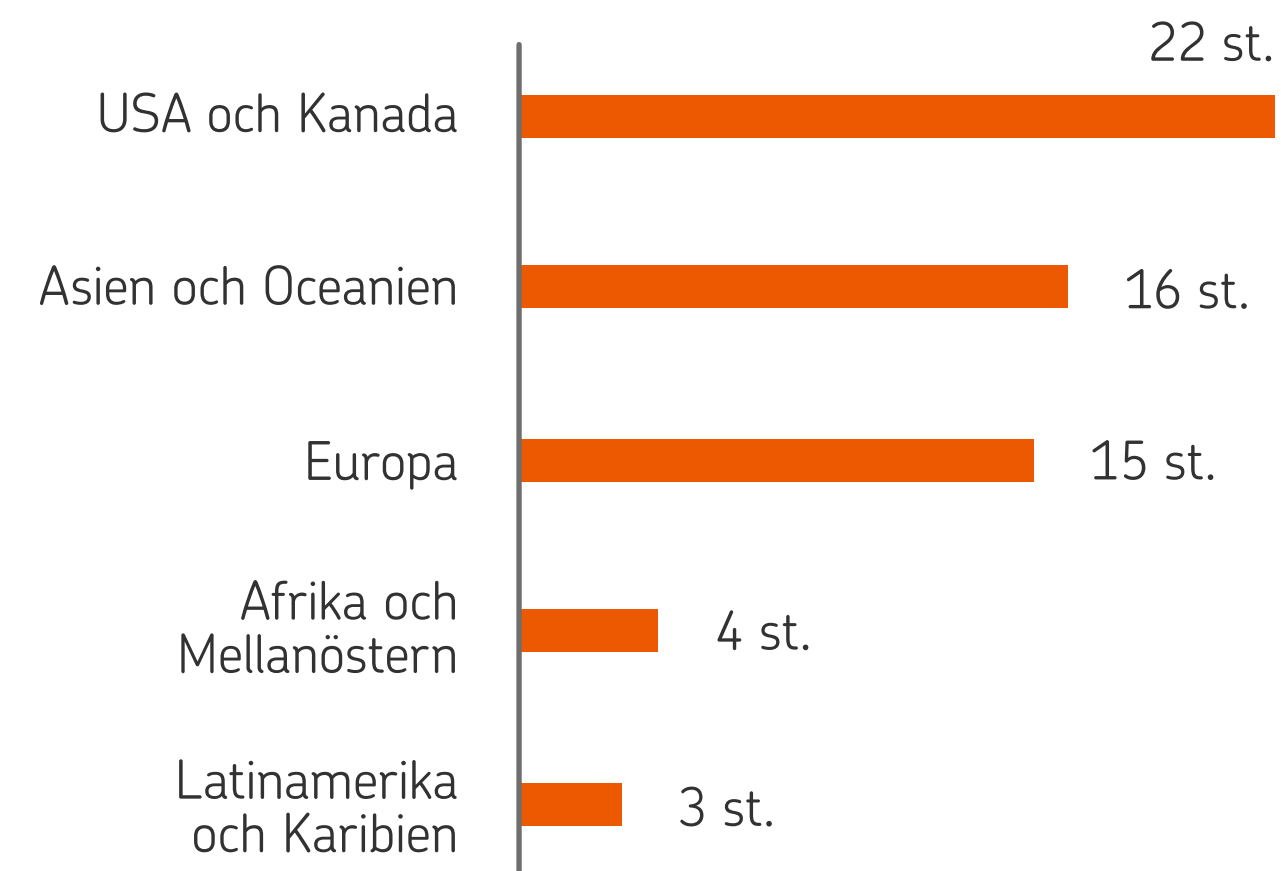 22 st.
USA och Kanada
Asien och Oceanien
16 st.
Europa
15 st.
Afrika och
Mellanöstern
4 st.
Latinamerika
och Karibien
3 st.